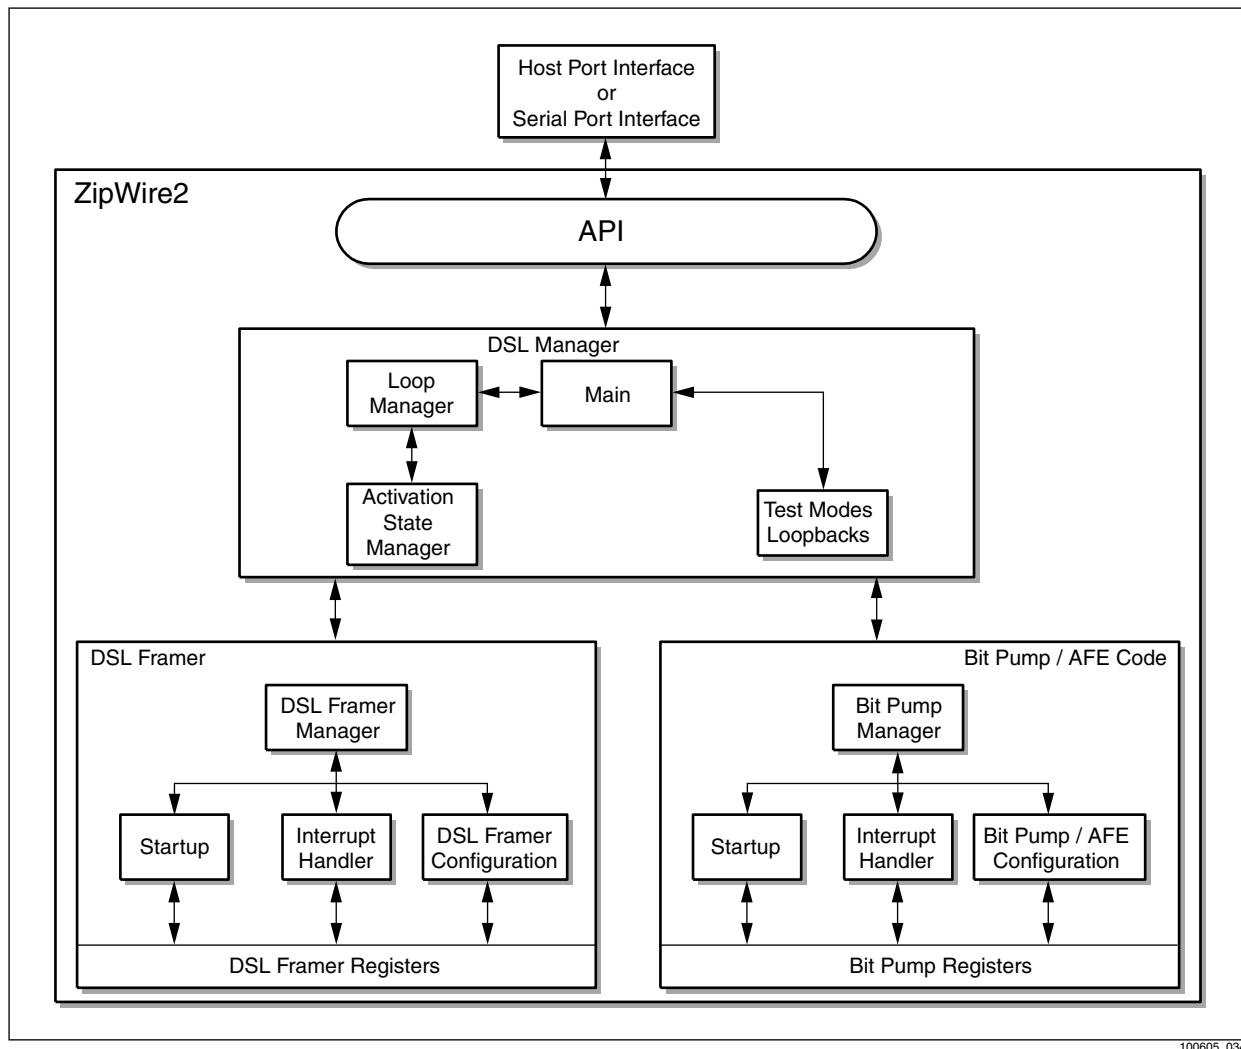 Host Port Interface
or
Serial Port Interface
ZipWire2
API
DSL Manager
Loop
Manager
Main
Activation
State
Manager
Test Modes
Loopbacks
DSL Framer
DSL Framer
Manager
Startup
Interrupt
Handler
DSL Framer
Configuration
DSL Framer Registers
Bit Pump / AFE Code
Bit Pump
Manager
Startup
Interrupt
Handler
Bit Pump / AFE
Configuration
Bit Pump Registers